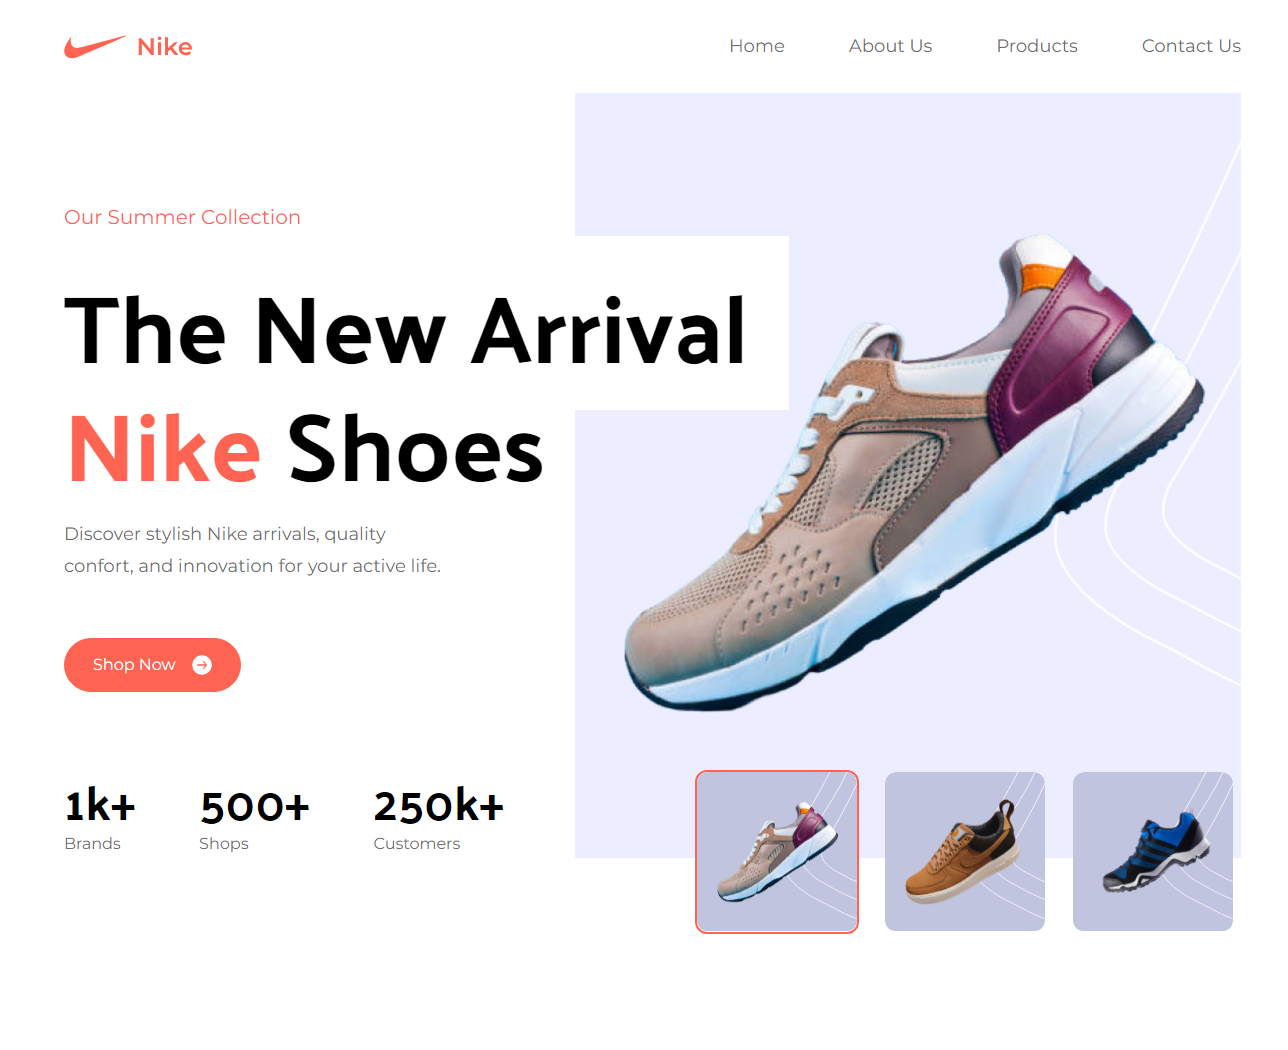 Nike
Home About Us Products Contact Us
Our Summer Collection
The New Arrival
Nike Shoes
Discover stylish Nike arrivals, quality
confort, and innovation for your active life.
Shop Now
1k+ 500+ 250k+
Brands Shops Customers